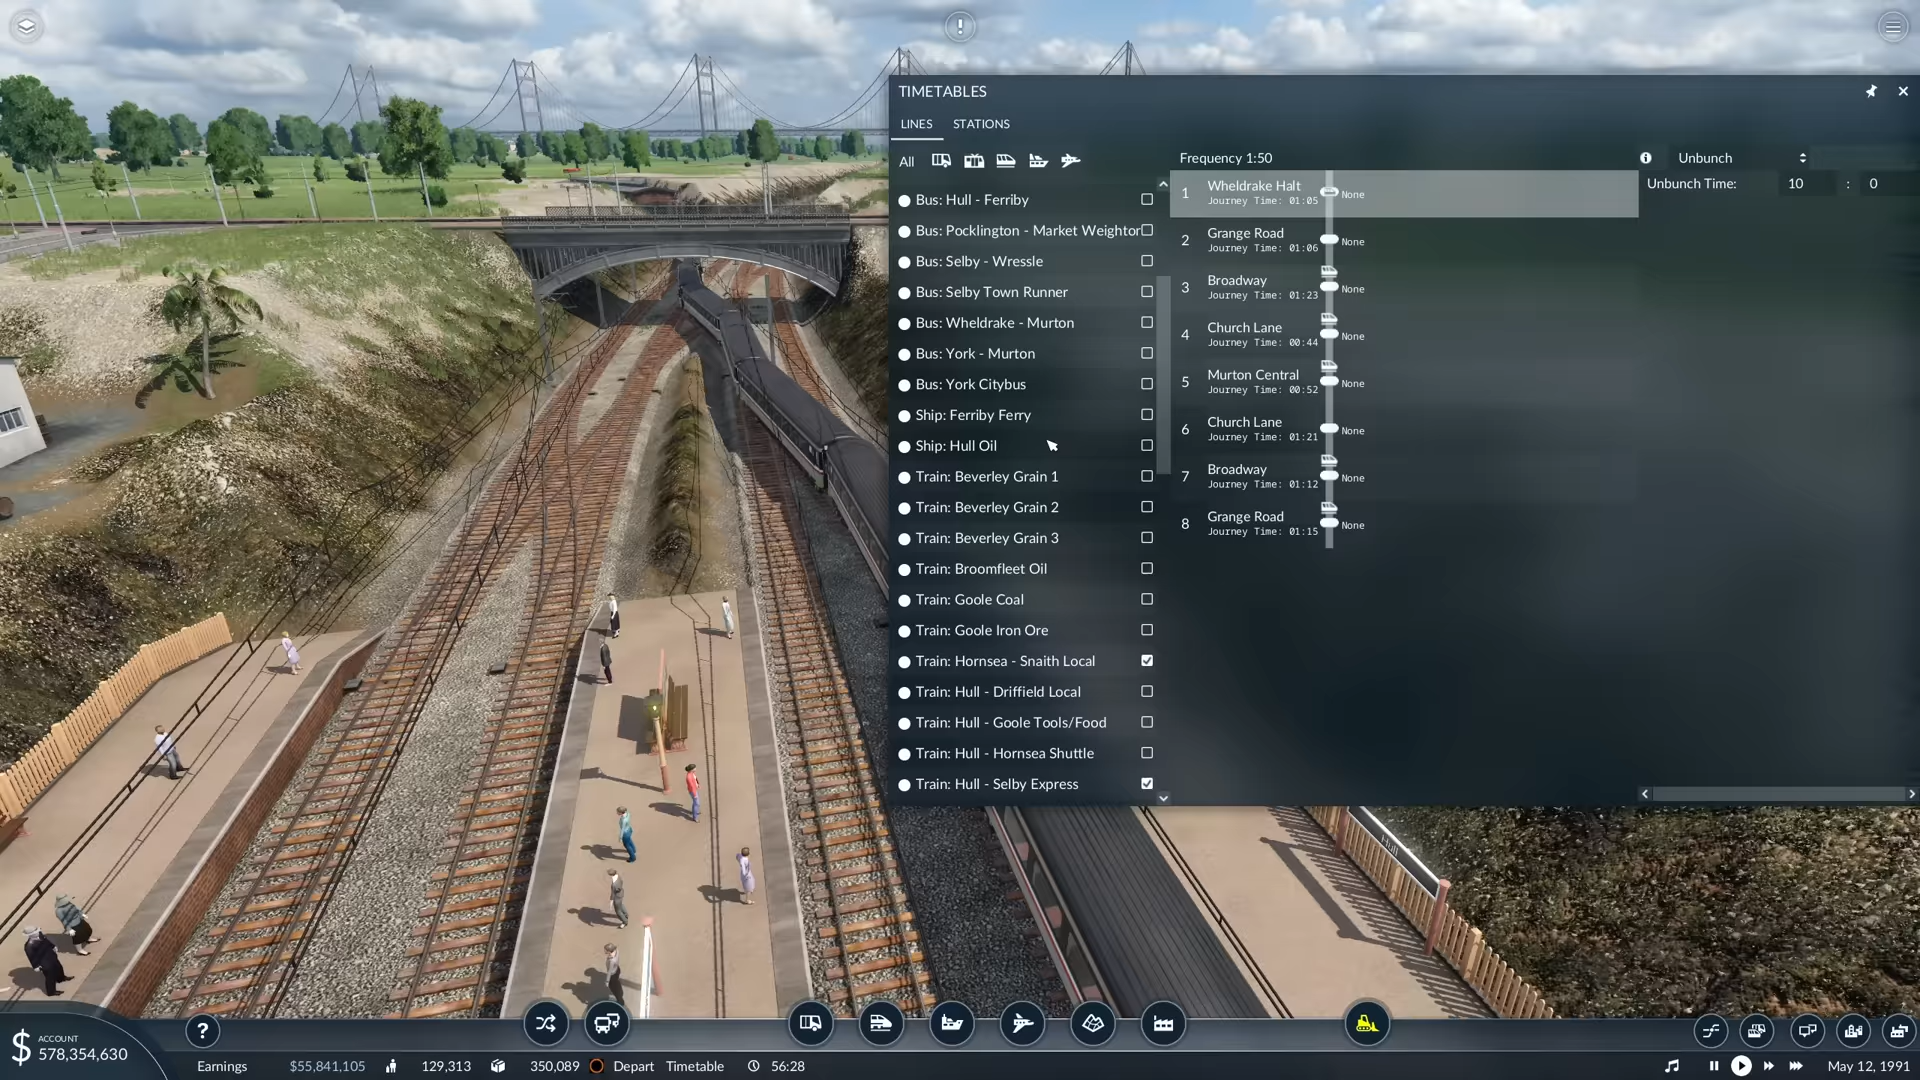 TIMETABLES
LINES STATIONS
All
Bus: Hull - Ferriby
Bus: Pocklington - Market Weighton
Bus: Selby - Wressle
Bus: Selby Town Runner
Bus: Wheldrake - Murton
Bus: York - Murton
Bus: York Citybus
Ship: Ferriby Ferry
Ship: Hull Oil
Train: Beverley Grain 1
Train: Beverley Grain 2
Train: Beverley Grain 3
Train: Broomfleet Oil
Train: Goole Coal
Train: Goole Iron Ore
Train: Hornsea - Snaith Local
Train: Hull - Driffield Local
Train: Hull - Goole Tools/Food
Train: Hull - Hornsea Shuttle
Train: Hull - Selby Express
Frequency 1:50
1 Wheldrake Halt
Journey Time: 01:05 None
2 Grange Road
Journey Time: 01:06 None
3 Broadway
Journey Time: 01:23 None
4 Church Lane
Journey Time: 00:44 None
5 Murton Central
Journey Time: 00:52 None
6 Church Lane
Journey Time: 01:21 None
7 Broadway
Journey Time: 01:12 None
8 Grange Road
Journey Time: 01:15 None
Unbunch
Unbunch Time: 10 : 0
Hull
?
$ ACCOUNT
578,354,630
Earnings $55,841,105 129,313 350,089 Depart Timetable 56:28 May 12, 1991